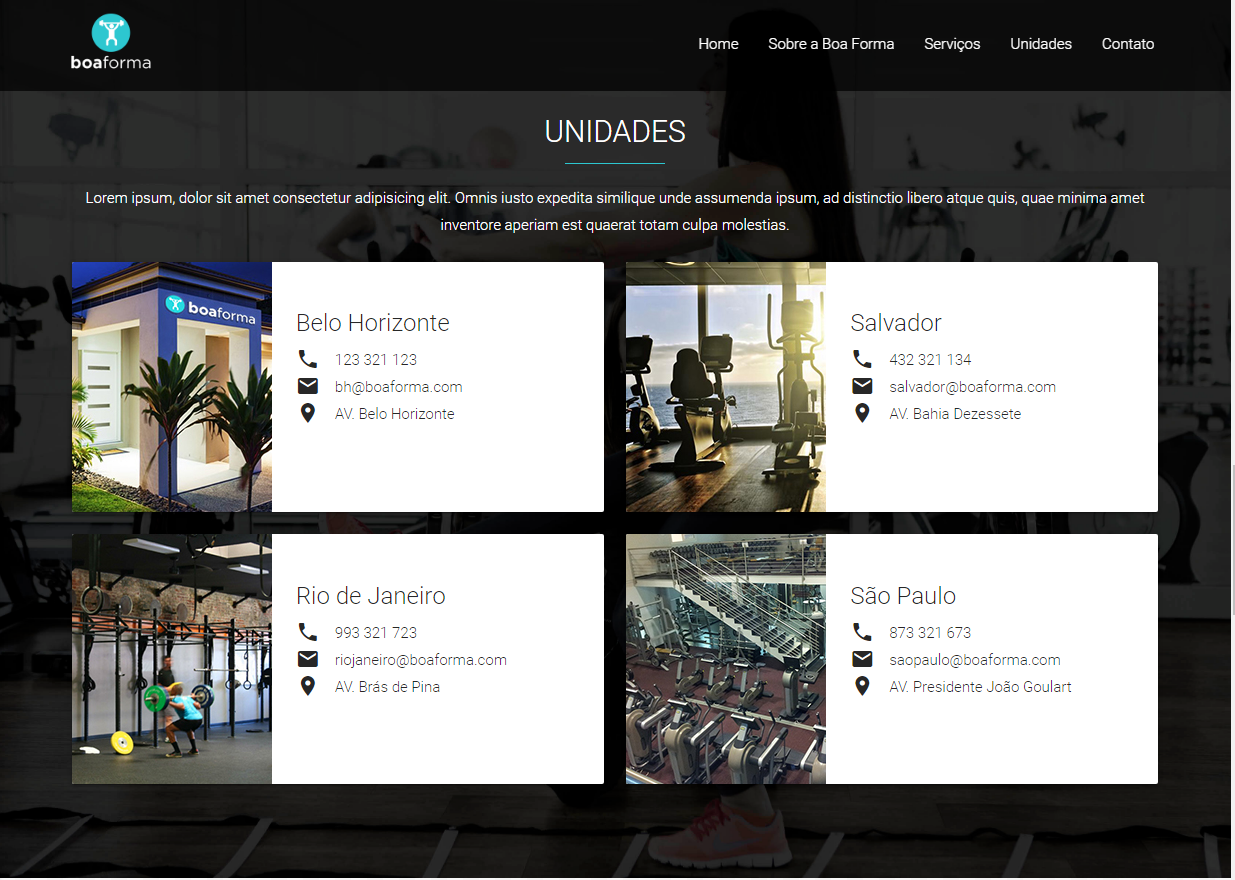 boaforma
Home Sobre a Boa Forma Serviços Unidades Contato
UNIDADES
Lorem ipsum, dolor sit amet consectetur adipisicing elit. Omnis iusto expedita similique unde assumenda ipsum, ad distinctio libero atque quis, quae minima amet
inventore aperiam est quaerat totam culpa molestias.
boaforma
Belo Horizonte
123 321 123
bh@boaforma.com
AV. Belo Horizonte
Salvador
432 321 134
salvador@boaforma.com
AV. Bahia Dezessete
Rio de Janeiro
993 321 723
riojaneiro@boaforma.com
AV. Brás de Pina
São Paulo
873 321 673
saopaulo@boaforma.com
AV. Presidente João Goulart